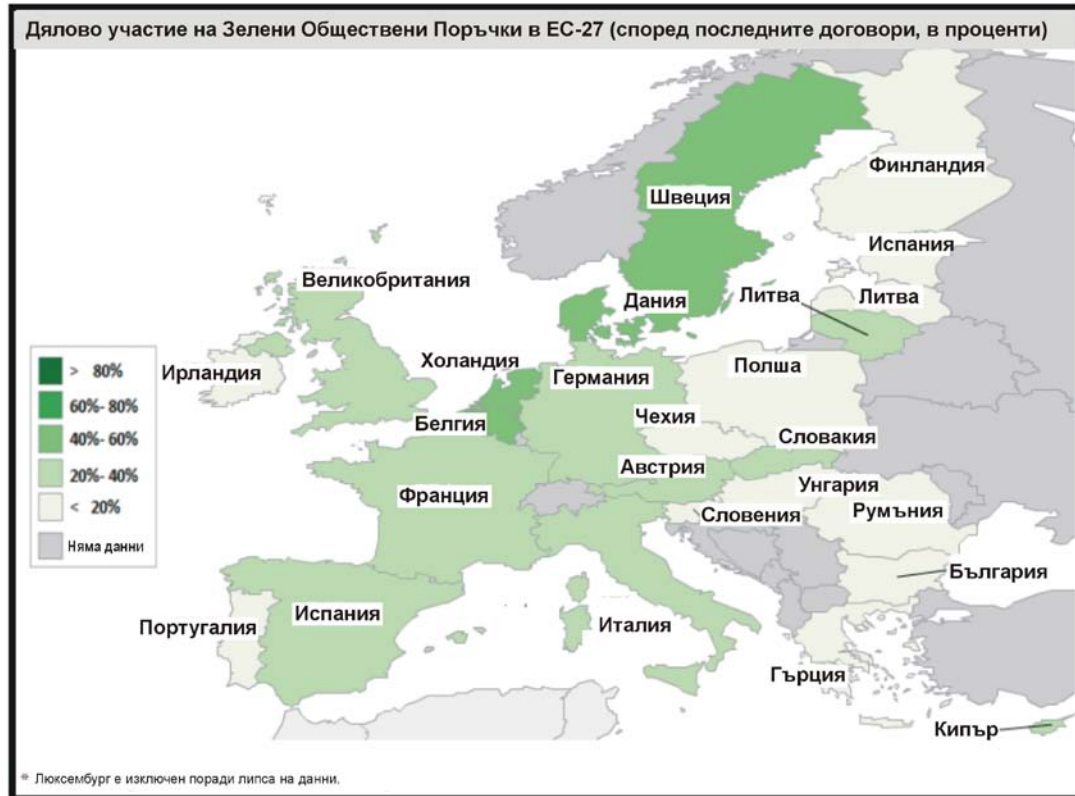 Дялово участие на Зелени Обществени Поръчки в ЕС-27 (според последните договори, в проценти)
Финландия
Швеция
Испания
Великобритания
Дания
Литва
Литва
Холандия
Ирландия
Германия
Полша
Белгия
Чехия
Словакия
Австрия
Франция
Унгария
Словения
Румъния
България
Португалия
Испания
Италия
Гърция
Кипър
> 80%
60%- 80%
40%- 60%
20%- 40%
< 20%
Няма данни
* Люксембург е изключен поради липса на данни.